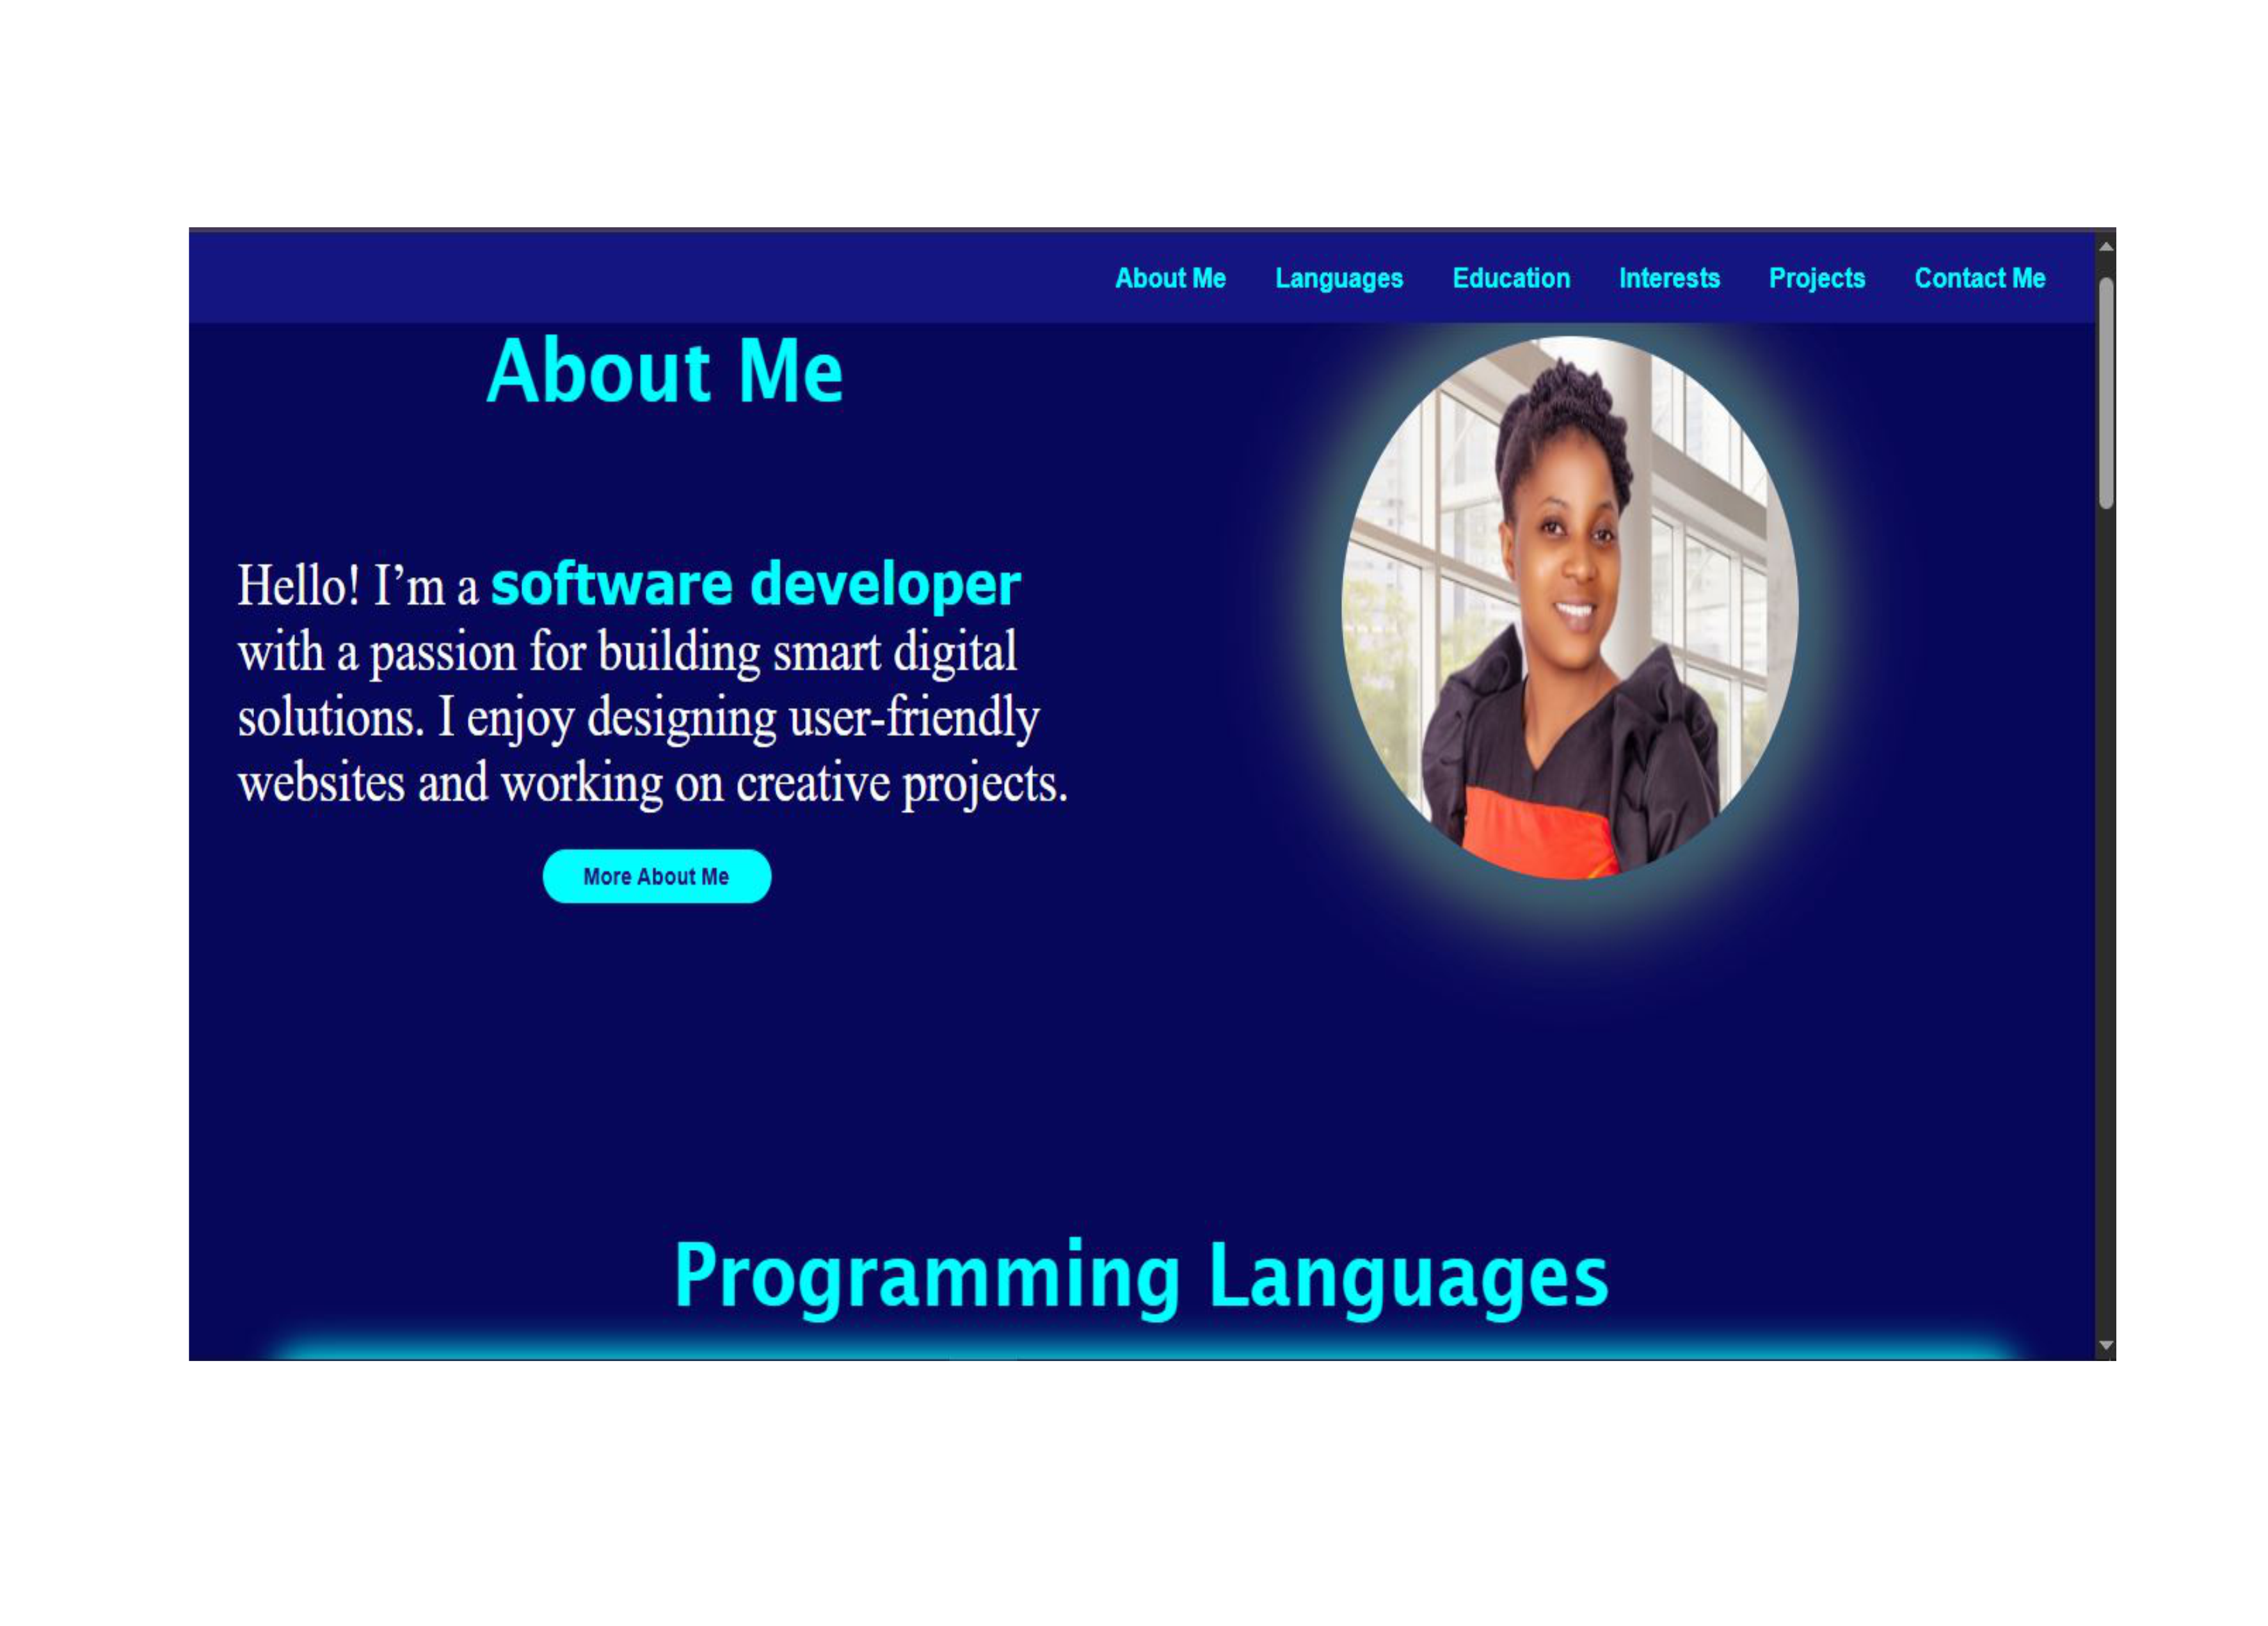 About Me Languages Education Interests Projects Contact Me
About Me
Hello! I’m a software developer
with a passion for building smart digital
solutions. I enjoy designing user-friendly
websites and working on creative projects.
More About Me
Programming Languages